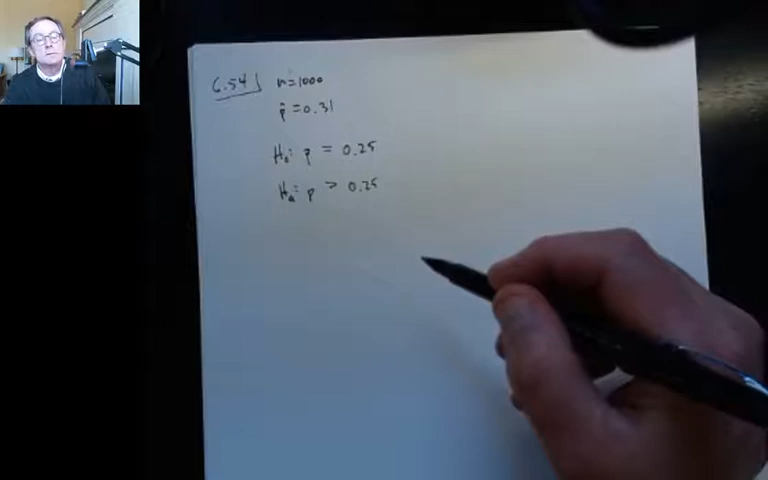 6.54] n=1000
p̂ = 0.31
H₀: p = 0.25
Hₐ: p > 0.25